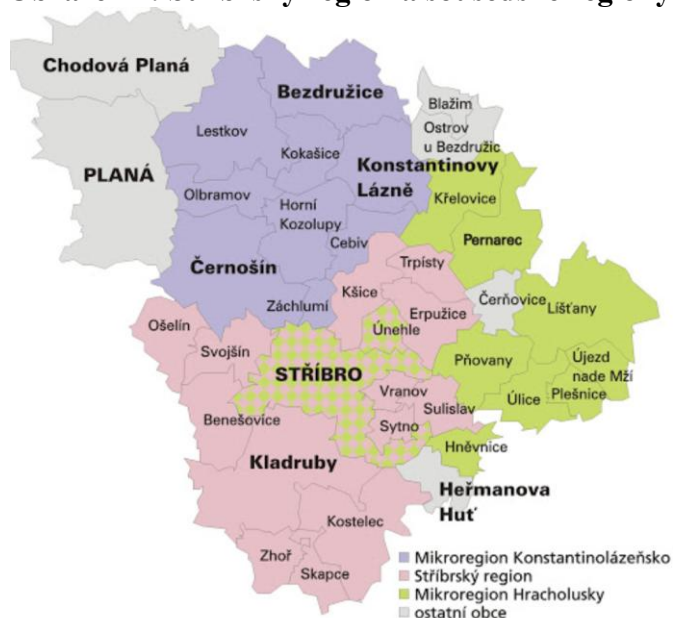 Chodová Planá
Bezdružice
Blažim
Ostrov
u Bezdružic
Lestkov
Kokašice
Konstantinovy
Lázně
PLANÁ
Olbramov
Horní
Kozolupy
Křelovice
Cebiv
Pernarec
Černošín
Trpísty
Kšice
Záchlumí
Erpužice
Čerňovice
Líšťany
Ošelín
Únehle
Svojšín
STŘÍBRO
Pňovany
Újezd
nade Mží
Vranov
Plešnice
Úlice
Sulislav
Benešovice
Sytno
Hněvnice
Kladruby
Heřmanova
Huť
Kostelec
Zhoř
Skapce
Mikroregion Konstantinolázeňsko
Stříbrský region
Mikroregion Hracholusky
ostatní obce